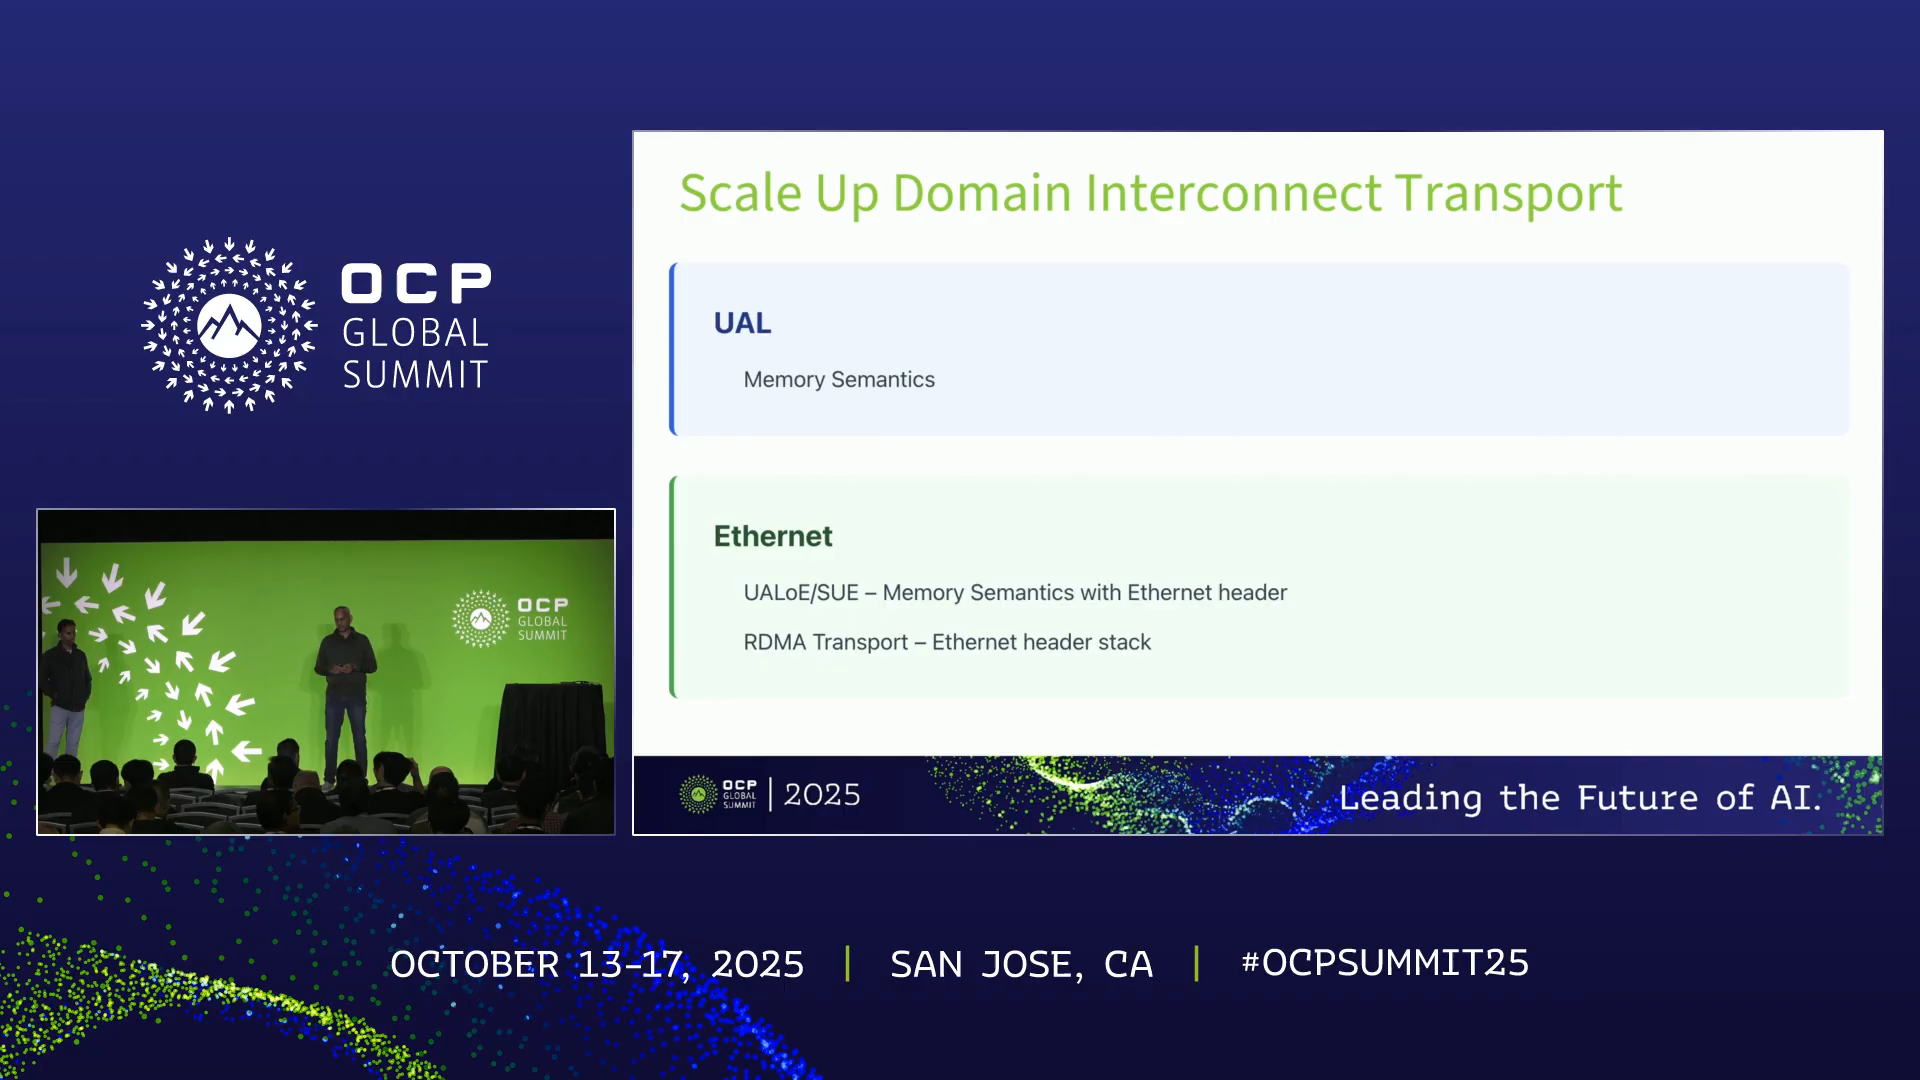 OCP
GLOBAL
SUMMIT
Scale Up Domain Interconnect Transport
UAL
Memory Semantics
Ethernet
UALoE/SUE – Memory Semantics with Ethernet header
RDMA Transport – Ethernet header stack
OCP
GLOBAL
SUMMIT
OCP
GLOBAL
SUMMIT
2025
Leading the Future of AI.
OCTOBER 13-17, 2025 | SAN JOSE, CA | #OCPSUMMIT25